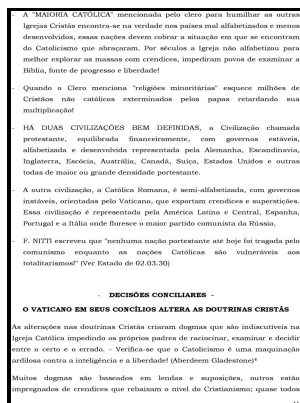 - A "MAIORIA CATÓLICA" mencionada pelo clero para humilhar as outras
Igrejas Cristãs encontra-se na verdade nos países mal alfabetizados e menos
desenvolvidos, essas nações devem cobrar a situação em que se encontram
do Catolicismo que abraçaram. Por séculos a Igreja não alfabetizou para
melhor explorar as massas com crendices, impediram povos de examinar a
Bíblia, fonte de progresso e liberdade!
- Quando o Clero menciona "religiões minoritárias" esquece milhões de
Cristãos não católicos exterminados pelos papas retardando sua
multiplicação!
- HÁ DUAS CIVILIZAÇÕES BEM DEFINIDAS, a Civilização chamada
protestante, equilibrada financeiramente, com governos estáveis,
alfabetizada e desenvolvida representada pela Alemanha, Escandinavia,
Inglaterra, Escócia, Austrália, Canadá, Suíça, Estados Unidos e outras
todas de maior ou grande densidade portestante.
- A outra civilização, a Católica Romana, é semi-alfabetizada, com governos
instáveis, orientadas pelo Vaticano, que exportam crendices e superstições.
Essa civilização é representada pela América Latina e Central, Espanha,
Portugal e a Itália onde floresce o maior partido comunista da Rússia.
- F. NITTI escreveu que "nenhuma nação portestante até hoje foi tragada pelo
comunismo enquanto as nações Católicas são vulneráveis aos
totalitarismos!" (Ver Estado de 02.03.30)
- DECISÕES CONCILIARES -
O VATICANO EM SEUS CONCÍLIOS ALTERA AS DOUTRINAS CRISTÃS
As alterações nas doutrinas Cristãs criaram dogmas que são indiscutíveis na
Igreja Católica impedindo os próprios padres de raciocinar, examinar e decidir
entre o certo e o errado. - Verifica-se que o Catolicismo é uma maquinação
ardilosa contra a inteligência e a liberdade! (Aberdeem Gladestone)
Muitos dogmas são baseados em lendas e suposições, outros estão
impregnados de crendices que rebaixam o nível do Cristianismo; quase todos